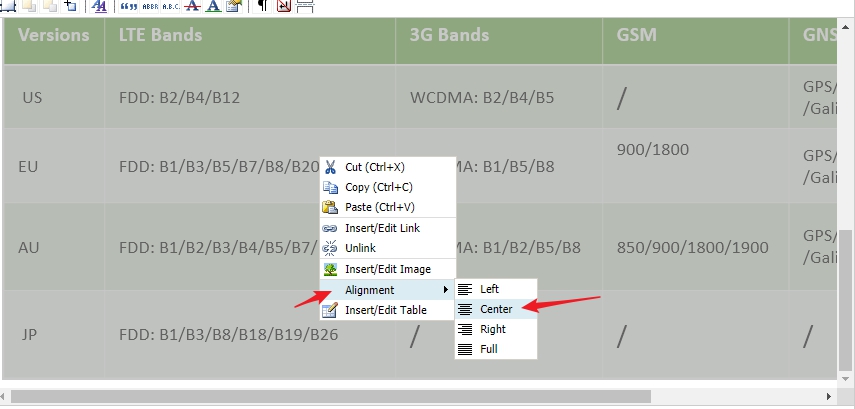 ABBR A.B.C.
Versions LTE Bands 3G Bands GSM GNS
US FDD: B2/B4/B12 WCDMA: B2/B4/B5 / GPS/
/Gali
EU FDD: B1/B3/B5/B7/B8/B20 DMA: B1/B5/B8 900/1800 GPS/
/Gali
AU FDD: B1/B2/B3/B4/B5/B7/ DMA: B1/B2/B5/B8 850/900/1800/1900 GPS/
/Gali
JP FDD: B1/B3/B8/B18/B19/B26 / / /
Cut (Ctrl+X)
Copy (Ctrl+C)
Paste (Ctrl+V)
Insert/Edit Link
Unlink
Insert/Edit Image
Alignment
Insert/Edit Table
Left
Center
Right
Full